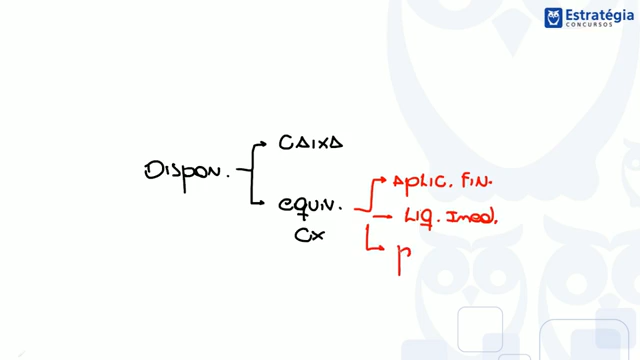 Estratégia
CONCURSOS
CAIXA
DISPON.
APLIC. FIN.
EQUIV.
LIQ. Imed.
CX
P